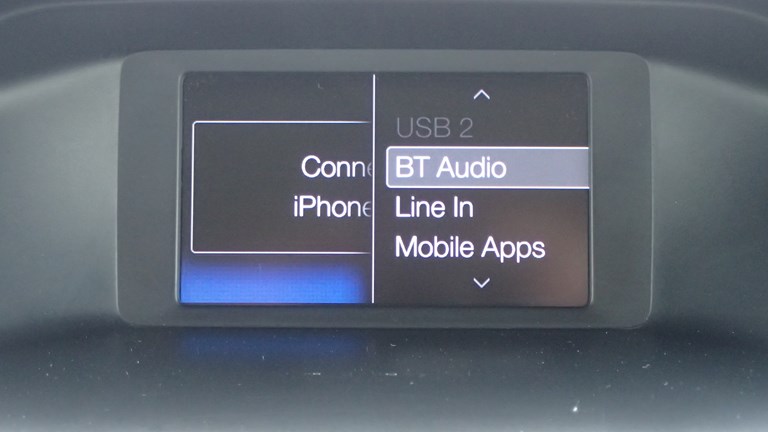 Conne
iPhone
USB 2
BT Audio
Line In
Mobile Apps